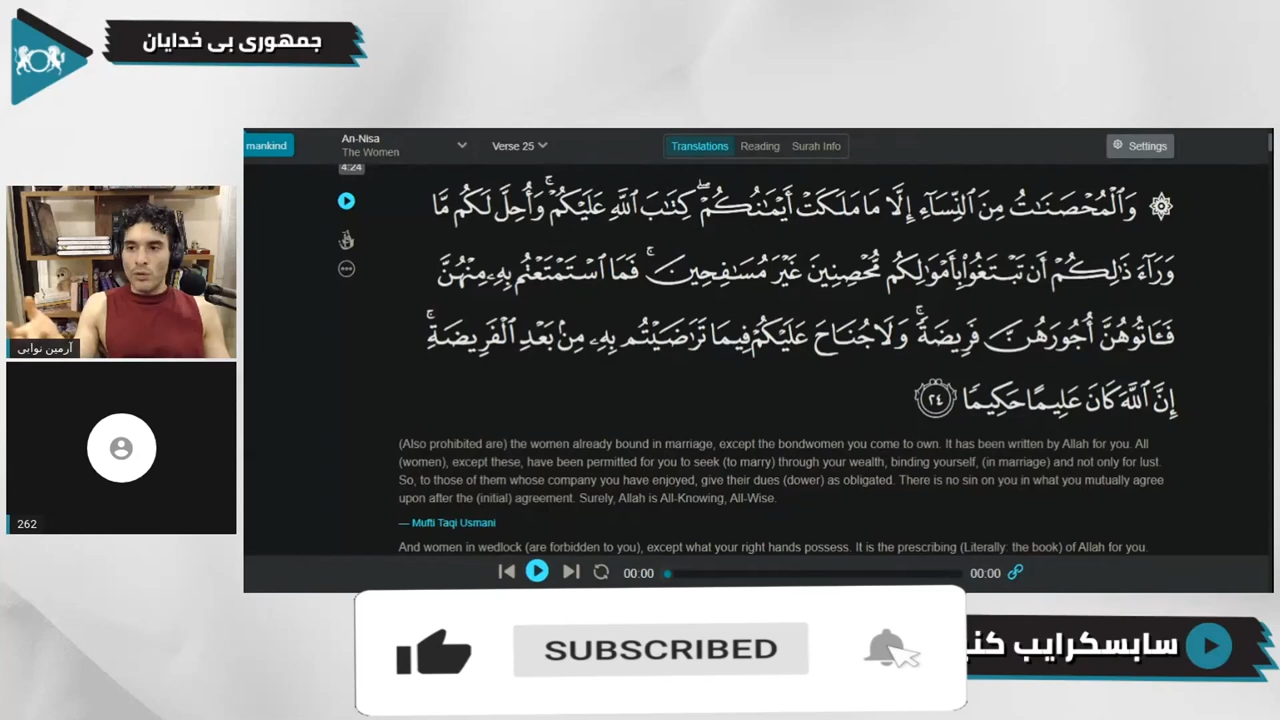 جمهوری بی خدایان
mankind
An-Nisa
The Women
Verse 25
Translations
Reading
Surah Info
Settings
4:24
۞ وَٱلْمُحْصَنَـٰتُ مِنَ ٱلنِّسَآءِ إِلَّا مَا مَلَكَتْ أَيْمَـٰنُكُمْ ۖ كِتَـٰبَ ٱللَّهِ عَلَيْكُمْ ۚ وَأُحِلَّ لَكُم مَّا
وَرَآءَ ذَٰلِكُمْ أَن تَبْتَغُوا۟ بِأَمْوَٰلِكُم مُّحْصِنِينَ غَيْرَ مُسَـٰفِحِينَ ۚ فَمَا ٱسْتَمْتَعْتُم بِهِۦ مِنْهُنَّ
فَـَٔاتُوهُنَّ أُجُورَهُنَّ فَرِيضَةً ۚ وَلَا جُنَاحَ عَلَيْكُمْ فِيمَا تَرَٰضَيْتُم بِهِۦ مِنۢ بَعْدِ ٱلْفَرِيضَةِ ۚ
إِنَّ ٱللَّهَ كَانَ عَلِيمًا حَكِيمًا ٢٤
(Also prohibited are) the women already bound in marriage, except the bondwomen you come to own. It has been written by Allah for you. All
(women), except these, have been permitted for you to seek (to marry) through your wealth, binding yourself, (in marriage) and not only for lust.
So, to those of them whose company you have enjoyed, give their dues (dower) as obligated. There is no sin on you in what you mutually agree
upon after the (initial) agreement. Surely, Allah is All-Knowing, All-Wise.
— Mufti Taqi Usmani
And women in wedlock (are forbidden to you), except what your right hands possess. It is the prescribing (Literally: the book) of Allah for you.
00:00
00:00
آرمین نوابی
262
SUBSCRIBED
سابسکرایب کنی